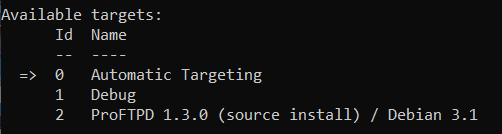 Available targets:
Id Name
-- ----
=> 0 Automatic Targeting
1 Debug
2 ProFTPD 1.3.0 (source install) / Debian 3.1